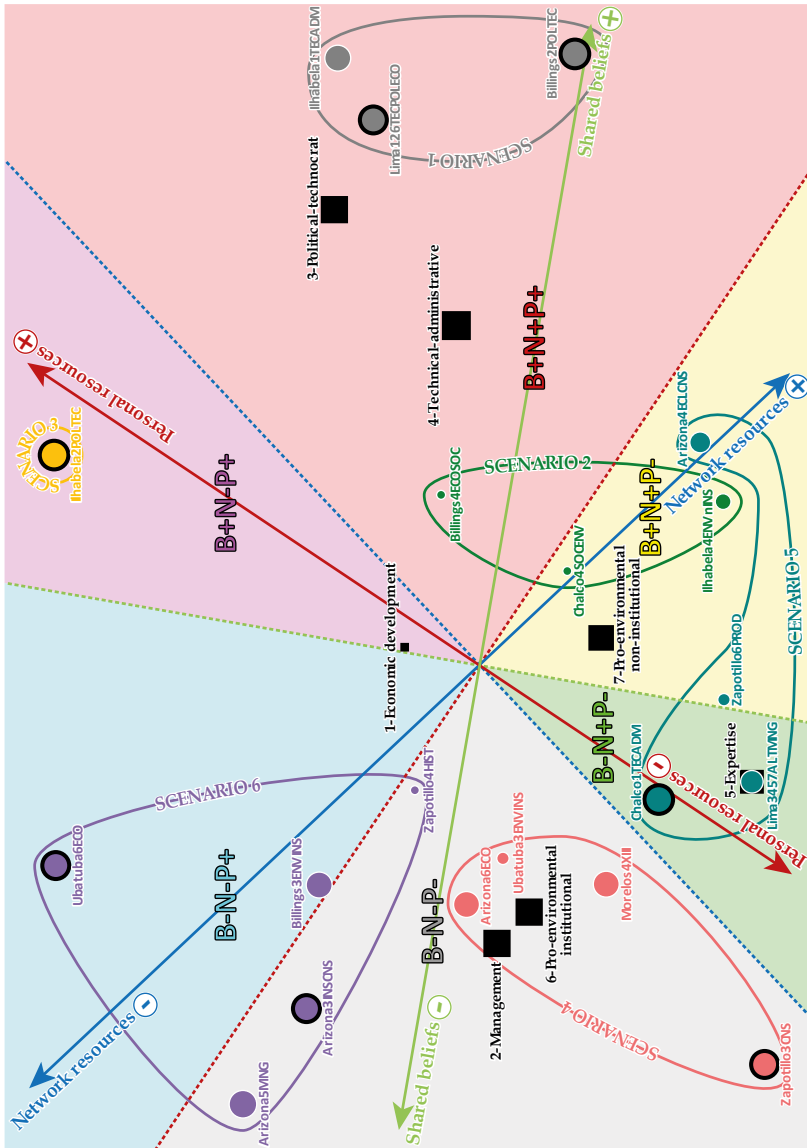 Network resources
−
Arizona5MNG
Arizona3INSCNS
Ubatuba6ECO
Billings3ENVINS
SCENARIO 6
B-N-P+
Zapotillo4HIST
SCENARIO 3
Ilhabela2POLTEC
+
Personal resources
B+N-P+
1-Economic development
3-Political-technocrat
Ilhabela1TECADM
Lima126TECPOLECO
SCENARIO 1
4-Technical-administrative
Billings2POLTEC
Shared beliefs
+
B+N+P+
Shared beliefs
−
B-N-P-
2-Management
Arizona6ECO
Ubatuba3ENVINS
6-Pro-environmental
institutional
Morelos4XIII
SCENARIO 4
Zapotillo3CNS
Billings4ECOSOC
SCENARIO 2
Chalco4SOCENV
7-Pro-environmental
non-institutional
B-N+P-
B+N+P-
Chalco1TECADM
−
Personal resources
5-Expertise
Lima3457ALTMNG
Zapotillo6PROD
Ilhabela4ENVnINS
Arizona4ECLCNS
Network resources
+
SCENARIO 5